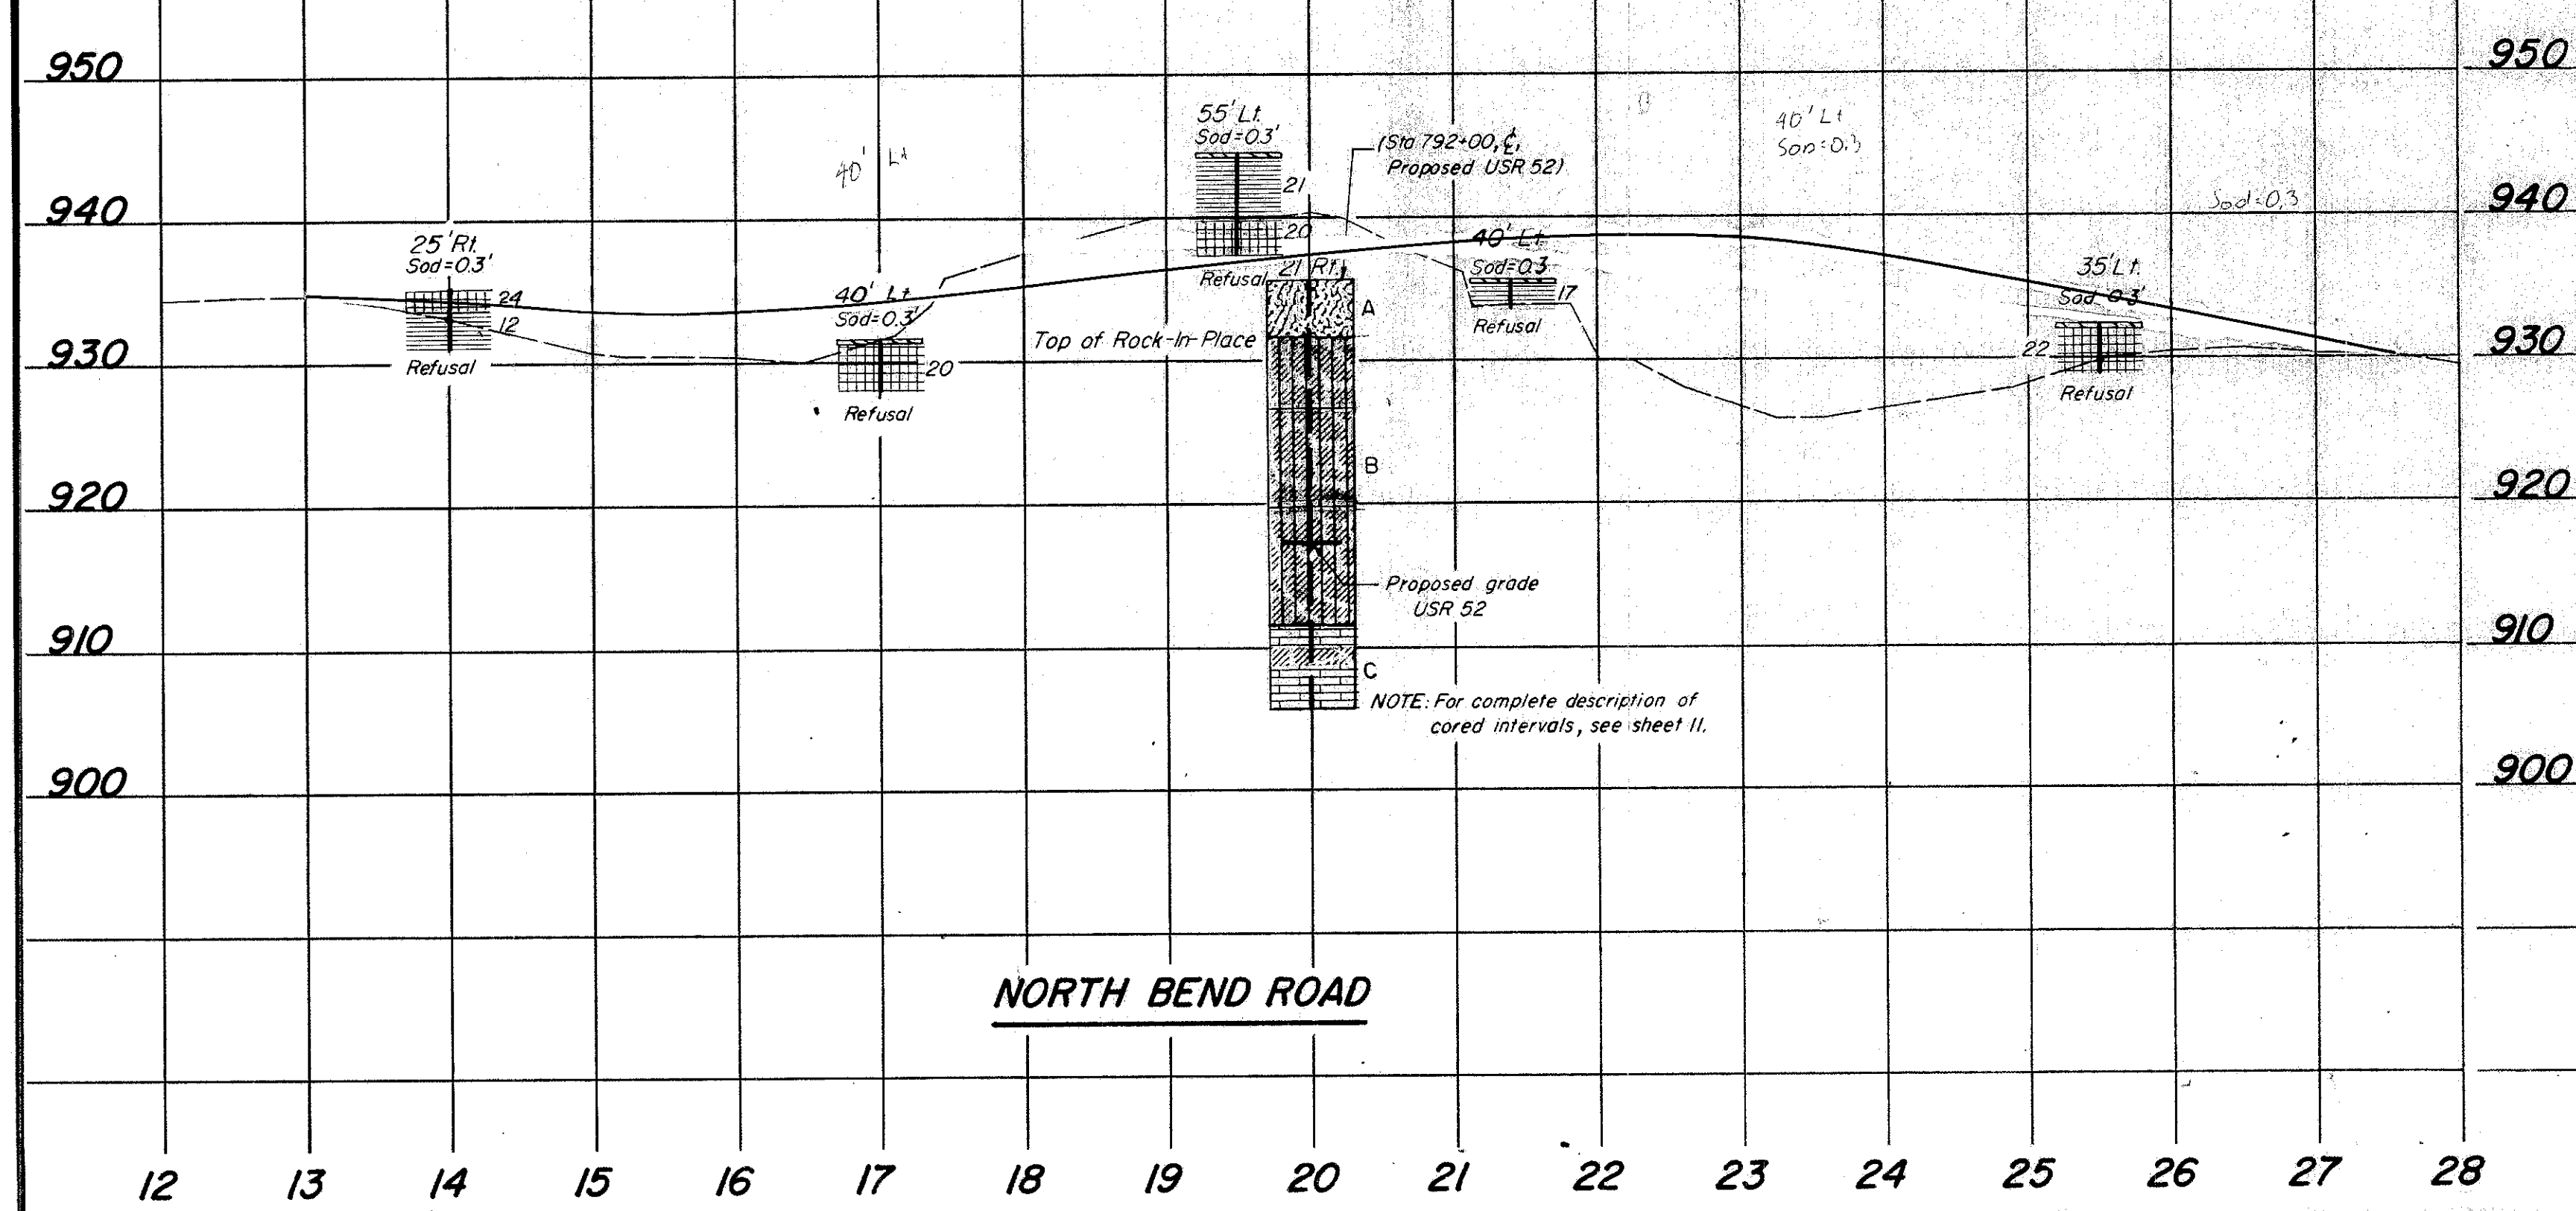 950
950
55' Lt.
Sod=0.3'
(Sta 792+00, ℄,
Proposed USR 52)
40' Lt
Sod=0.3
40' Lt
21
940
940
Sod=0.3
20
25' Rt.
Sod=0.3'
24
12
Refusal
40' Lt.
Sod=0.3'
20
Refusal
Refusal
21' Rt.
A
40' Lt.
Sod=0.3
17
Refusal
35' Lt.
Sod=0.3'
22
Refusal
Top of Rock-In-Place
930
930
B
920
920
Proposed grade
USR 52
910
910
C
NOTE: For complete description of
cored intervals, see sheet 11.
900
900
NORTH BEND ROAD
12 13 14 15 16 17 18 19 20 21 22 23 24 25 26 27 28